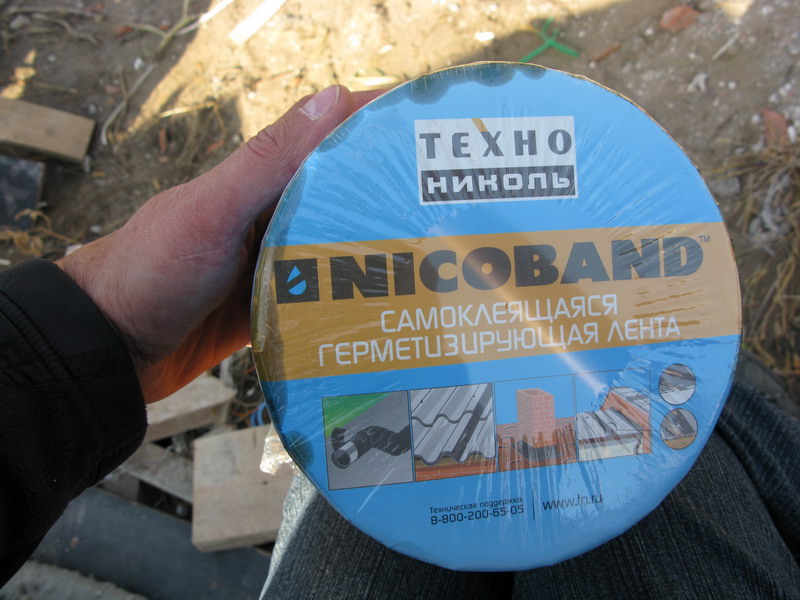 ТЕХНО
НИКОЛЬ
NICOBAND™
САМОКЛЕЯЩАЯСЯ
ГЕРМЕТИЗИРУЮЩАЯ ЛЕНТА
Техническая поддержка
8-800-200-65-05
www.tn.ru